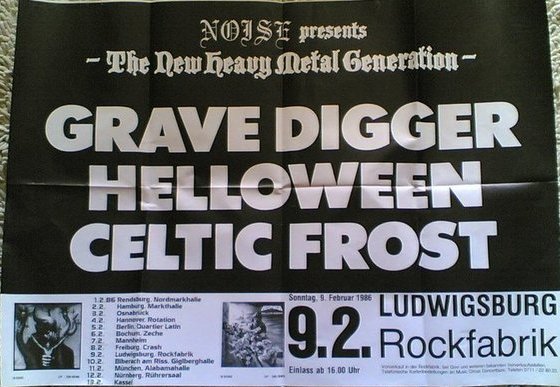 NOISE presents
- The New Heavy Metal Generation -
GRAVE DIGGER
HELLOWEEN
CELTIC FROST
1.2.86 Rendsburg, Nordmarkhalle
2.2. Hamburg, Markthalle
3.2. Osnabrück
4.2. Hannover, Rotation
5.2. Berlin, Quartier Latin
6.2. Bochum, Zeche
7.2. Mannheim
8.2. Freiburg, Crash
9.2. Ludwigsburg, Rockfabrik
10.2. Biberach am Riss, Gigelberghalle
11.2. München, Alabamahalle
12.2. Nürnberg, Rührersaal
13.2. Kassel
Sonntag, 9. Februar 1986
9.2.
Einlass ab 16.00 Uhr
LUDWIGSBURG
Rockfabrik